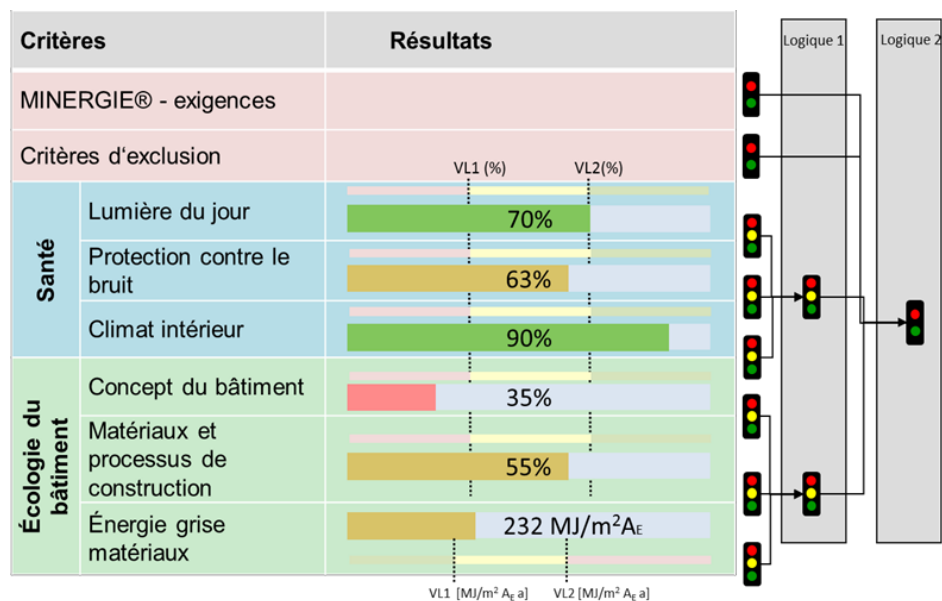 Critères
Résultats
Logique 1
Logique 2
MINERGIE® - exigences
Critères d‘exclusion
VL1 (%)
VL2(%)
Santé
Lumière du jour
70%
Protection contre le
bruit
63%
Climat intérieur
90%
Écologie du
bâtiment
Concept du bâtiment
35%
Matériaux et
processus de
construction
55%
Énergie grise
matériaux
232 MJ/m²AE
VL1 [MJ/m² AE a]
VL2 [MJ/m² AE a]